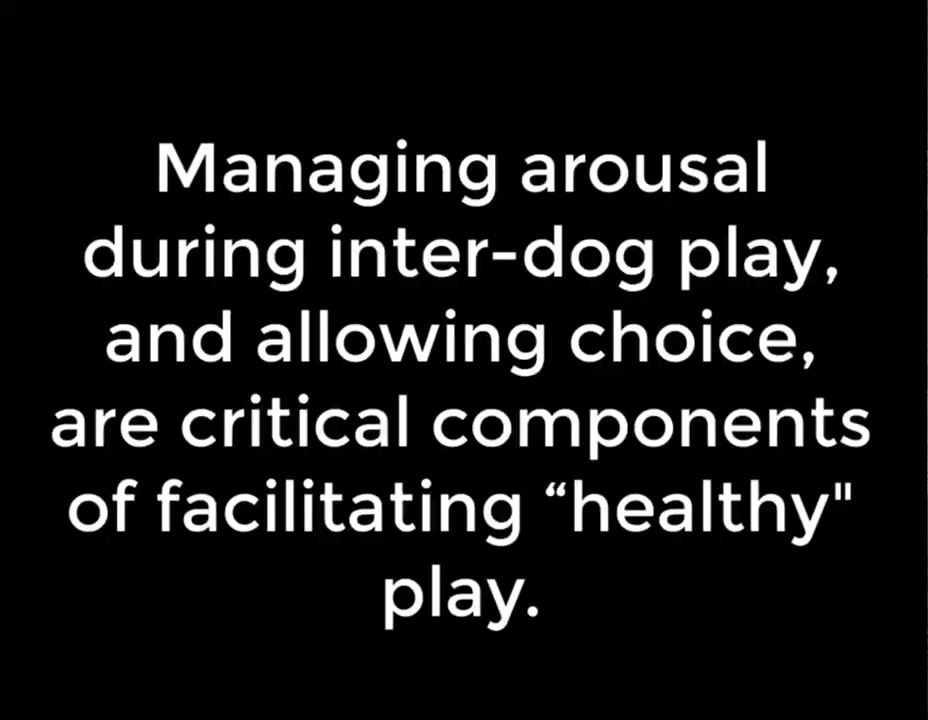 Managing arousal
during inter-dog play,
and allowing choice,
are critical components
of facilitating “healthy"
play.